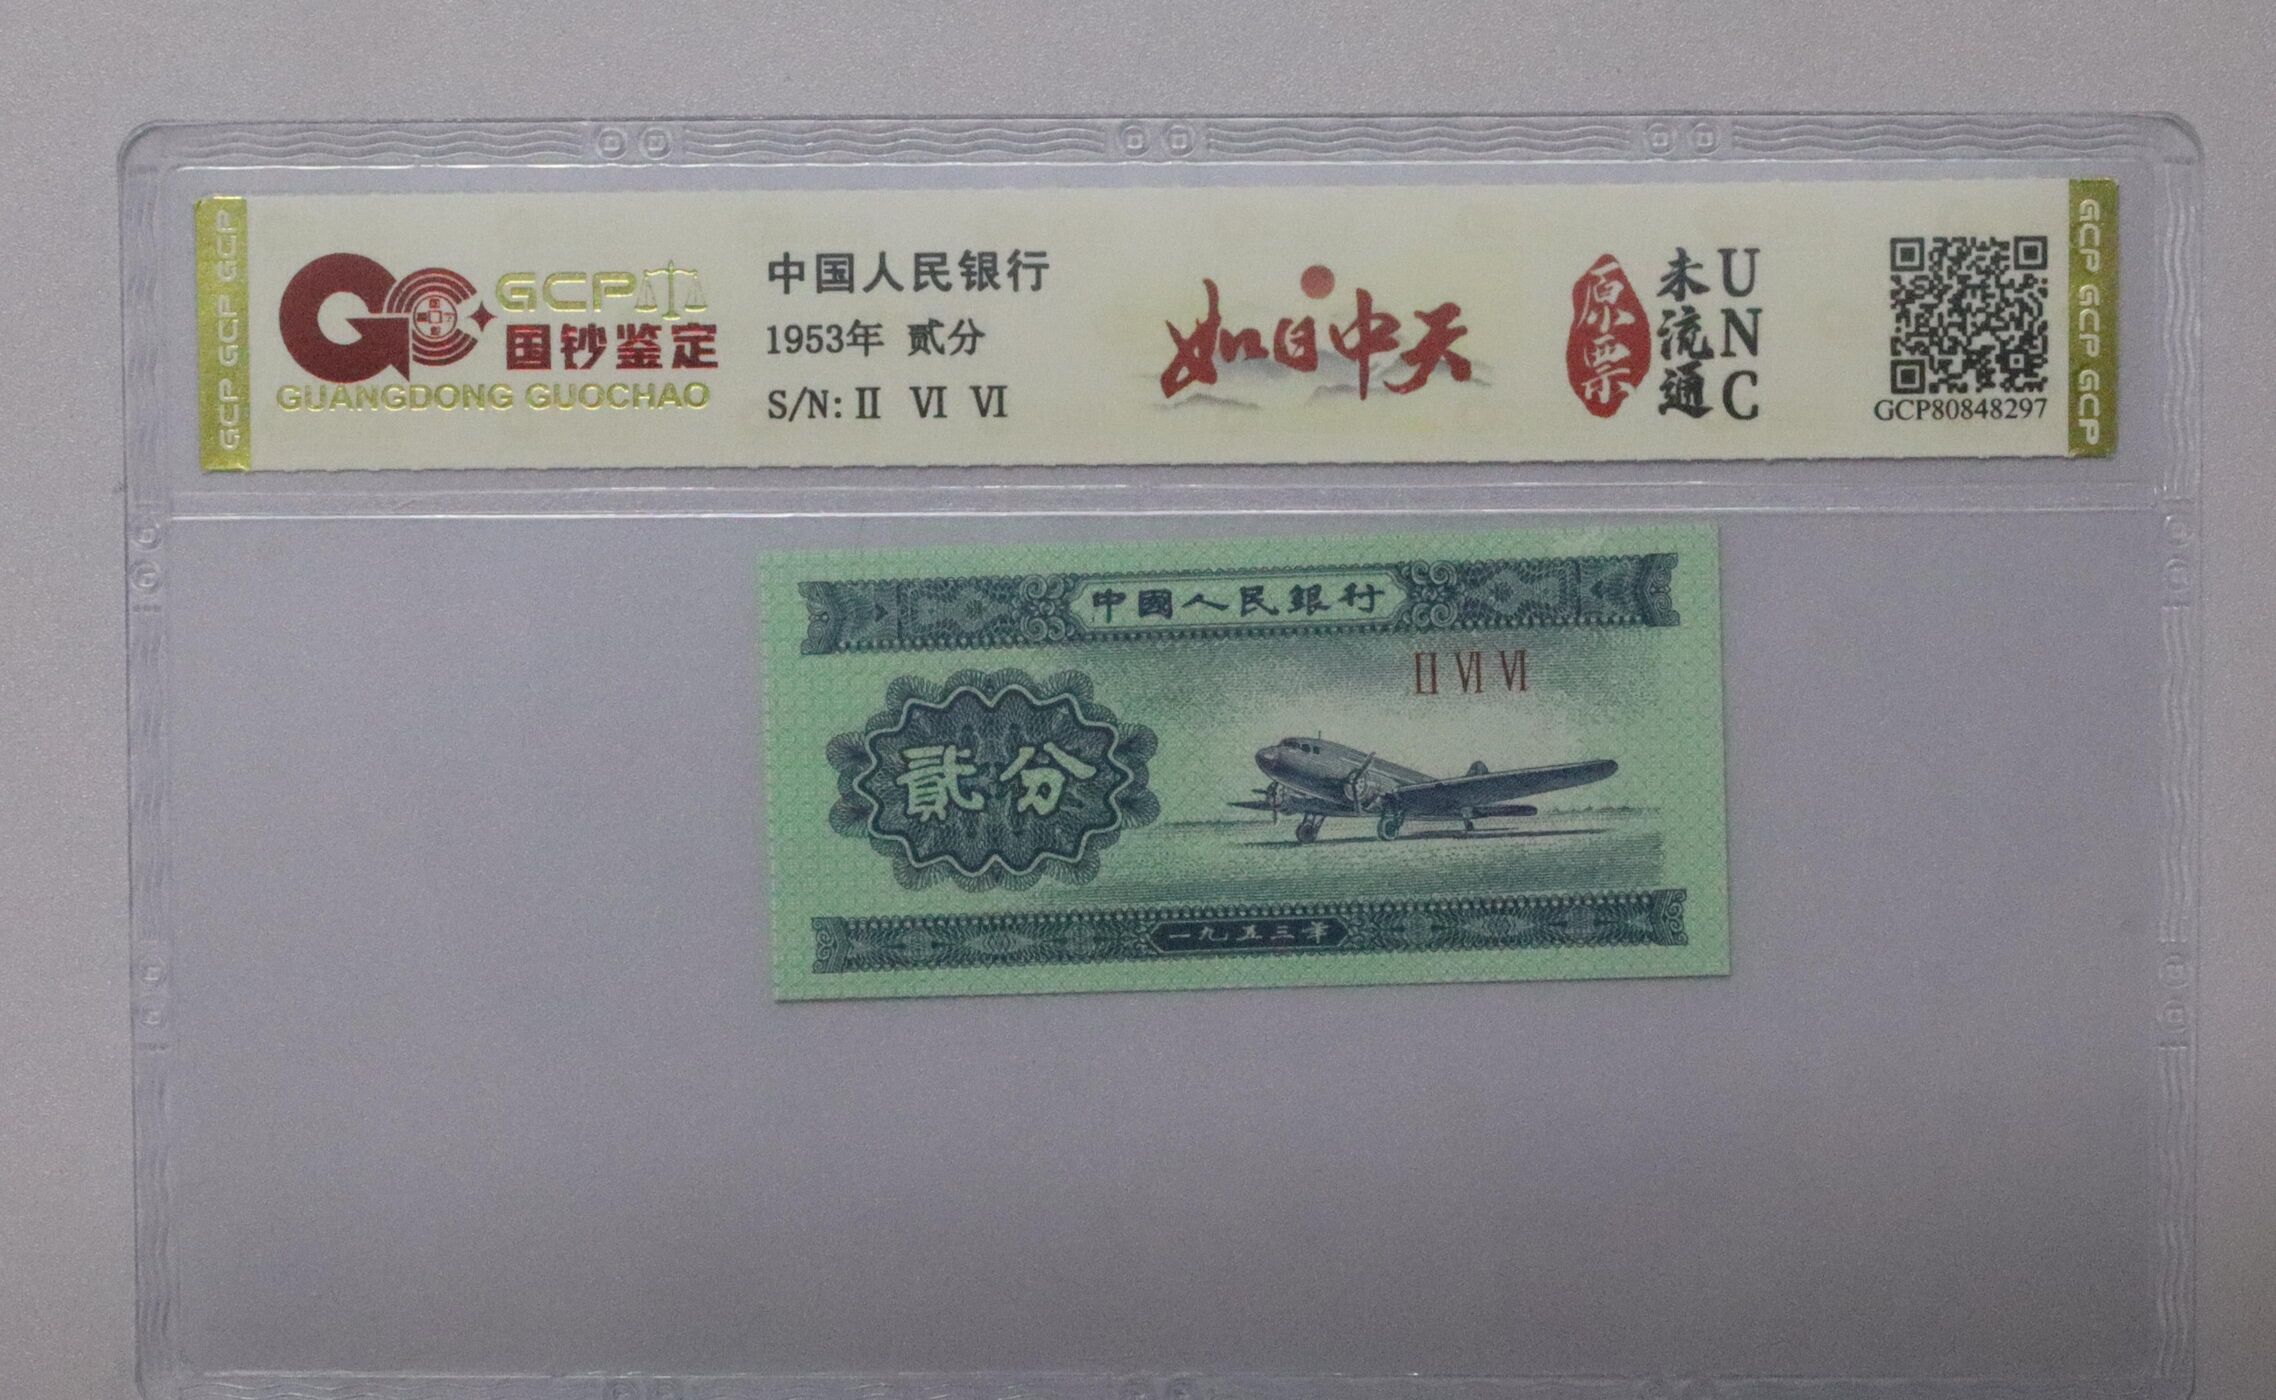 GCP GCP GCP
GCP
国钞鉴定
GUANGDONG GUOCHAO
中国人民银行
1953年 贰分
S/N: II VI VI
如日中天
原票
未流通
UNC
GCP80848297
GCP GCP GCP
中國人民銀行
II VI VI
貳分
一九五三年